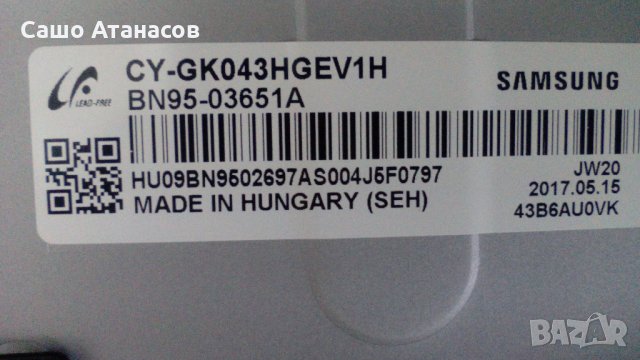 Сашо Атанасов
CY-GK043HGEV1H
SAMSUNG
BN95-03651A
LEAD-FREE
HU09BN9502697AS004J5F0797
JW20
2017.05.15
MADE IN HUNGARY (SEH)
43B6AU0VK
BAZAR